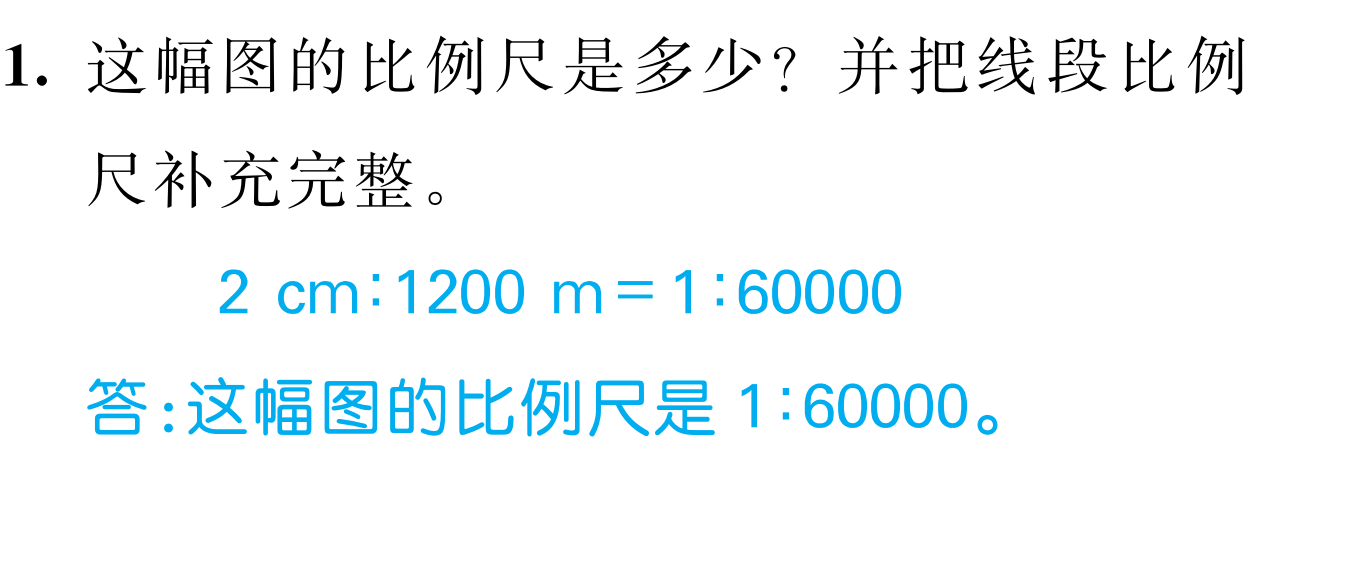 1. 这幅图的比例尺是多少？并把线段比例
尺补充完整。
2 cm∶1200 m＝1∶60000
答：这幅图的比例尺是 1∶60000。